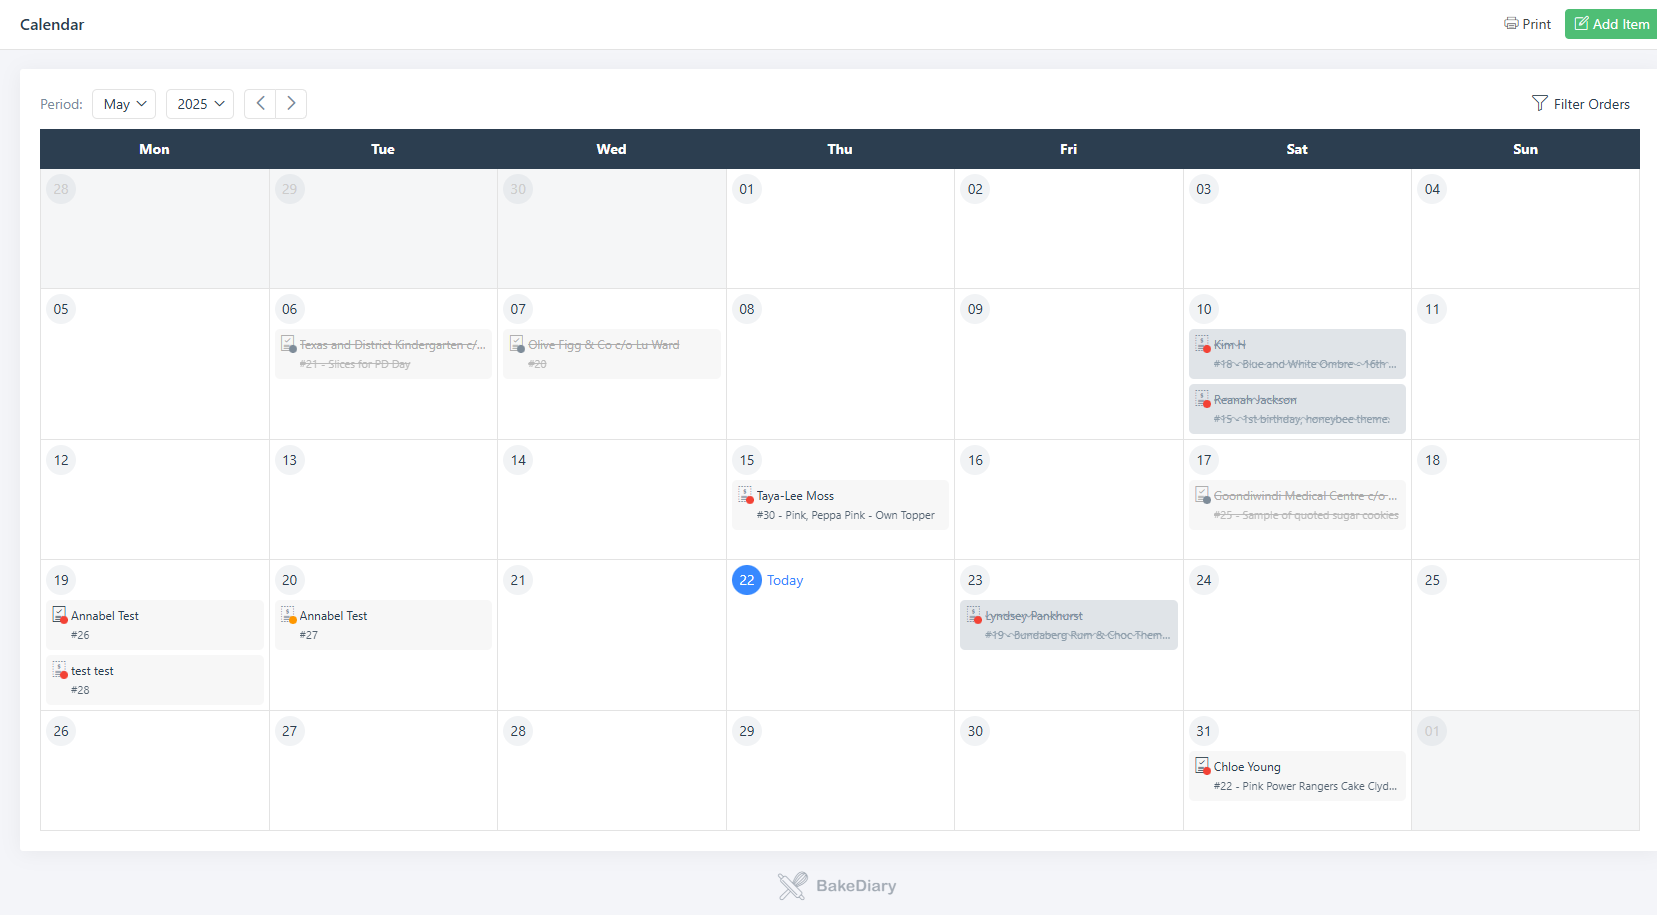 Calendar
Print
Add Item
Period:
May
2025
Filter Orders
Mon Tue Wed Thu Fri Sat Sun
28 29 30 01 02 03 04
05 06 07 08 09 10 11
Texas and District Kindergarten c/...
#21 - Slices for PD Day
Olive Figg & Co c/o Lu Ward
#20
Kim H
#18 - Blue and White Ombre - 16th ...
Reanah Jackson
#15 - 1st birthday, honeybee theme.
12 13 14 15 16 17 18
Taya-Lee Moss
#30 - Pink, Peppa Pink - Own Topper
Goondiwindi Medical Centre c/o ...
#25 - Sample of quoted sugar cookies
19 20 21 22 Today 23 24 25
Annabel Test
#26
test test
#28
Annabel Test
#27
Lyndsey Pankhurst
#19 - Bundaberg Rum & Choc Them...
26 27 28 29 30 31 01
Chloe Young
#22 - Pink Power Rangers Cake Clyd...
BakeDiary